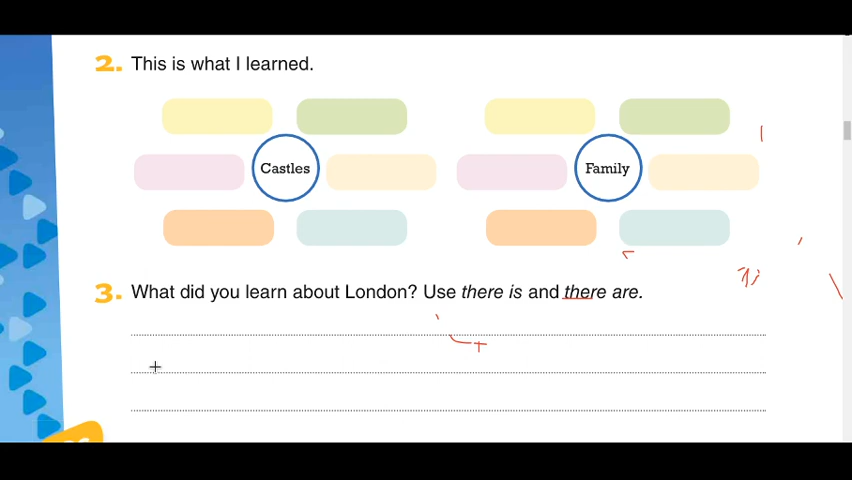 2. This is what I learned.
Castles
Family
3. What did you learn about London? Use there is and there are.